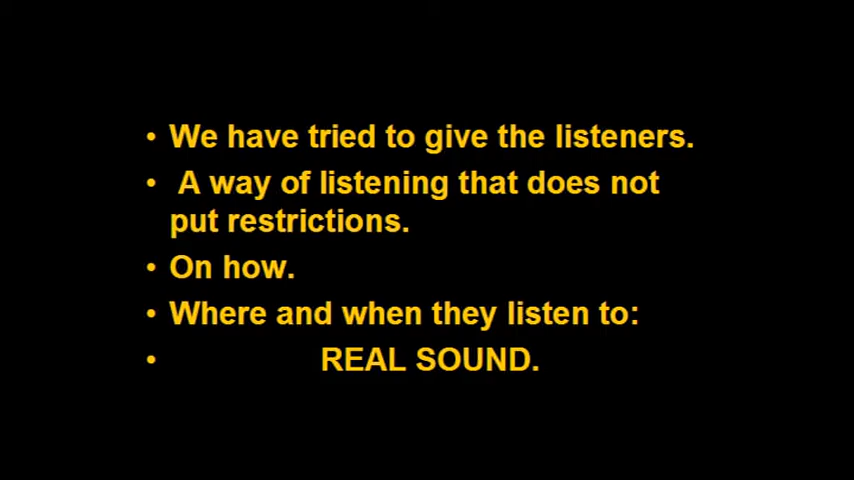 • We have tried to give the listeners.
• A way of listening that does not
put restrictions.
• On how.
• Where and when they listen to:
• REAL SOUND.